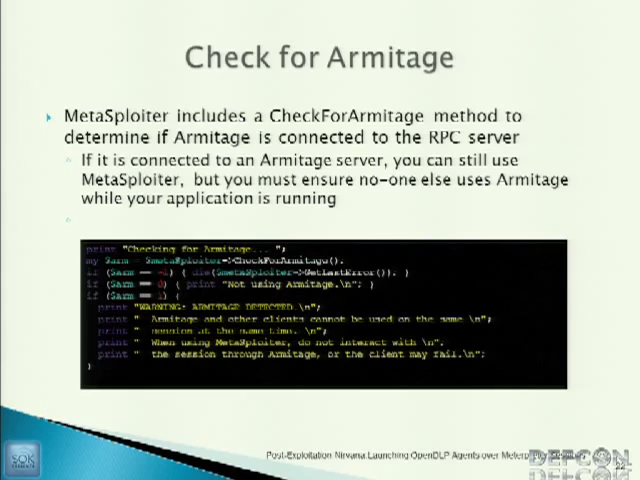 Check for Armitage
MetaSploiter includes a CheckForArmitage method to
determine if Armitage is connected to the RPC server
If it is connected to an Armitage server, you can still use
MetaSploiter, but you must ensure no-one else uses Armitage
while your application is running
print "Checking for Armitage... ";
my $arm = $metaSploiter->CheckForArmitage();
if ($arm == -1) { die($metaSploiter->GetLastError()); }
if ($arm == 0) { print "Not using Armitage.\n"; }
if ($arm == 1) {
print "WARNING: ARMITAGE DETECTED.\n";
print " Armitage and other clients cannot be used on the same \n";
print " session at the same time. \n";
print " When using MetaSploiter, do not interact with \n";
print " the session through Armitage, or the client may fail.\n";
}
Post-Exploitation Nirvana: Launching OpenDLP Agents over Meterpreter
DEFCON
22
SQK